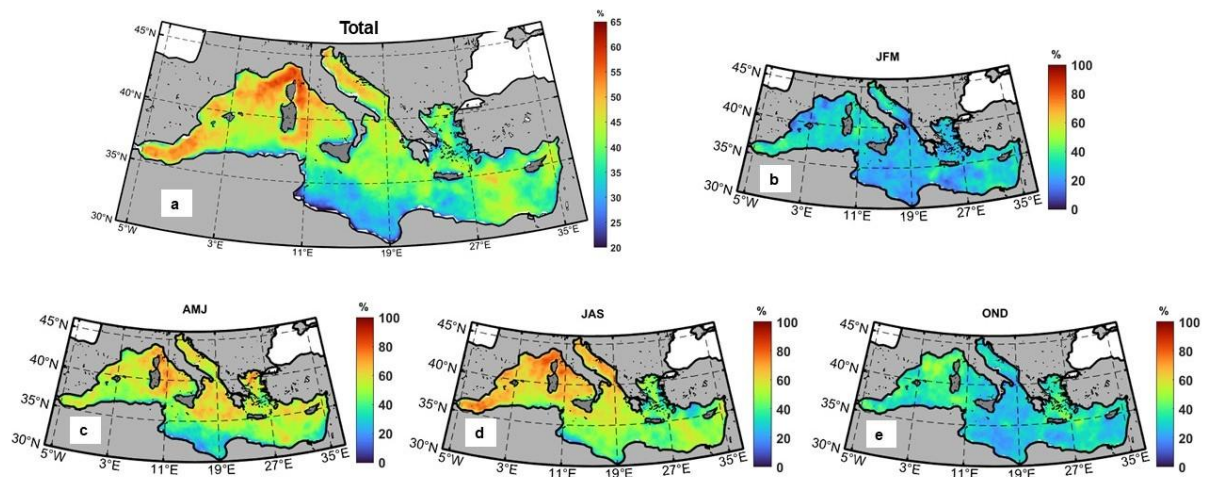 Total
%
65
60
55
50
45
40
35
30
25
20
45°N
40°N
35°N
30°N
5°W
3°E
11°E
19°E
27°E
35°E
a
JFM
%
100
80
60
40
20
0
45°N
40°N
35°N
30°N
5°W
3°E
11°E
19°E
27°E
35°E
b
AMJ
%
100
80
60
40
20
0
45°N
40°N
35°N
30°N
5°W
3°E
11°E
19°E
27°E
35°E
c
JAS
%
100
80
60
40
20
0
45°N
40°N
35°N
30°N
5°W
3°E
11°E
19°E
27°E
35°E
d
OND
%
100
80
60
40
20
0
45°N
40°N
35°N
30°N
5°W
3°E
11°E
19°E
27°E
35°E
e